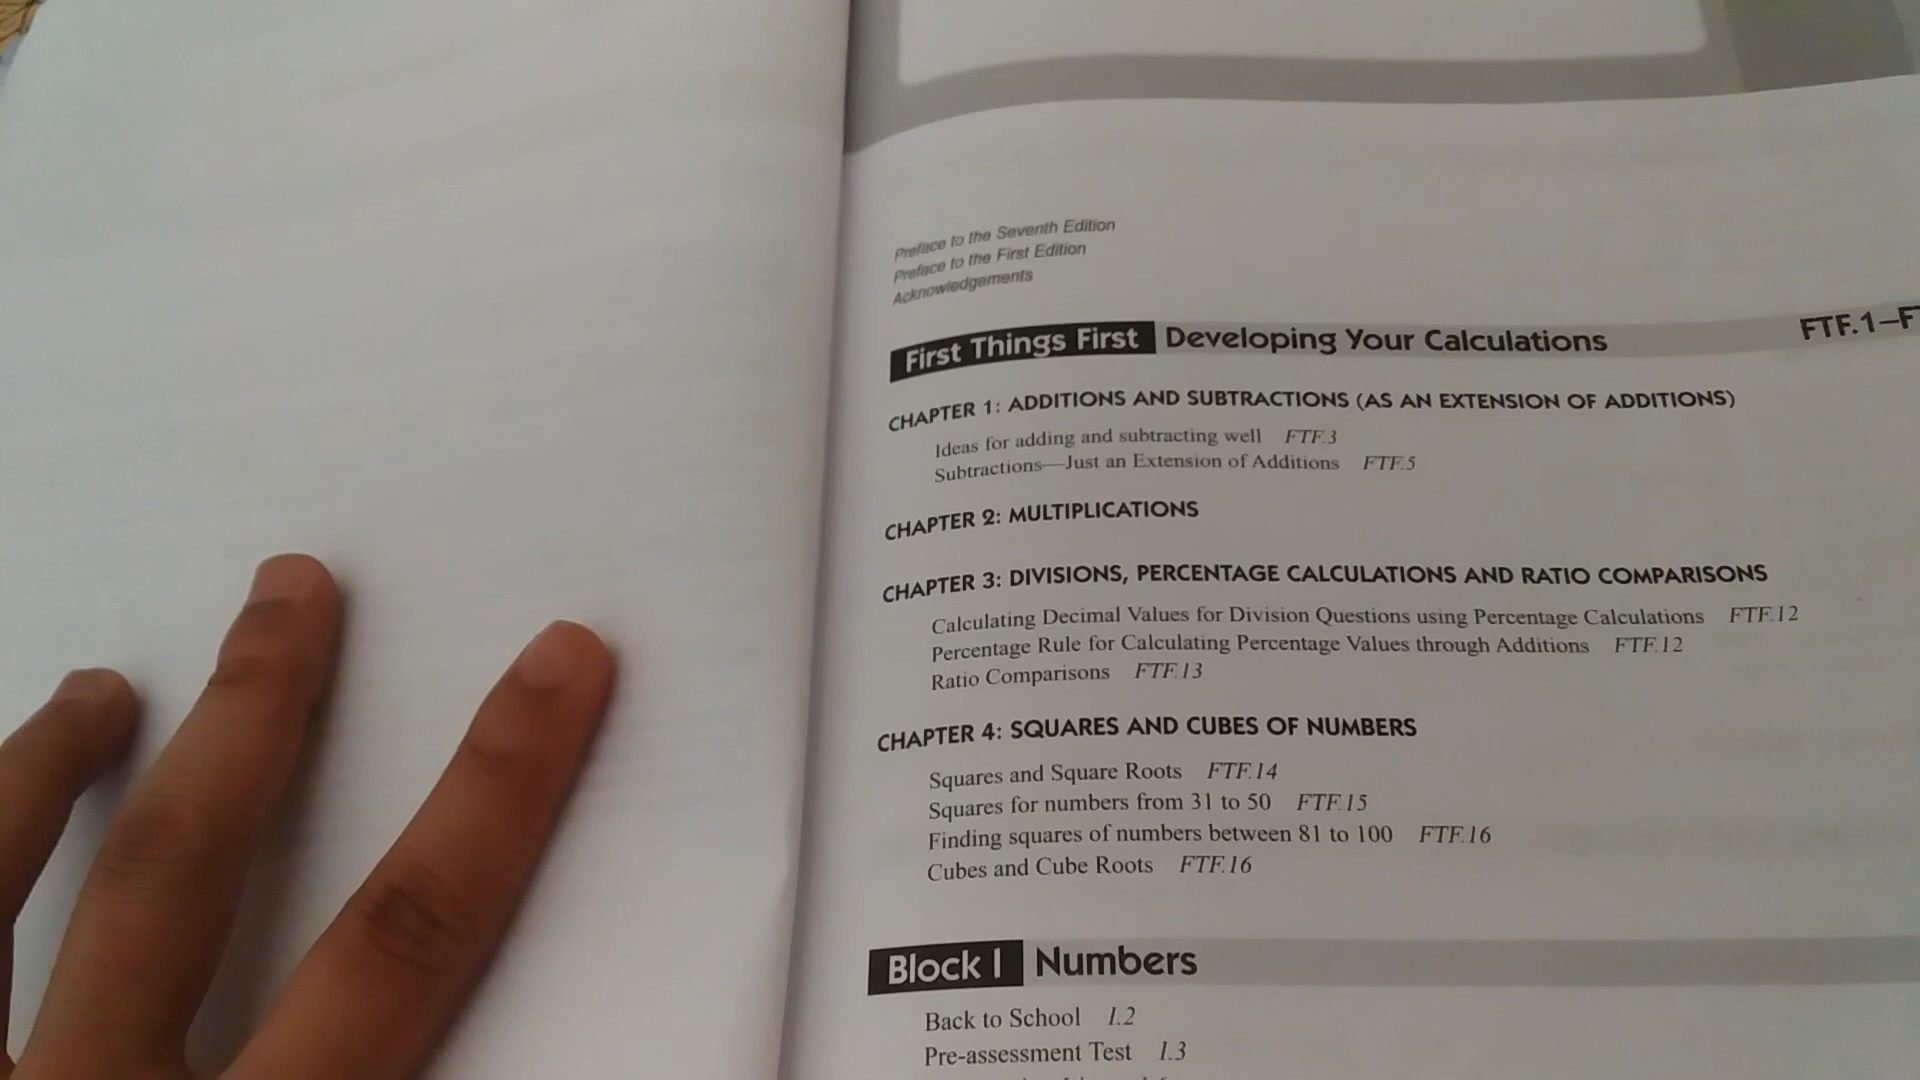 Preface to the Seventh Edition
Preface to the First Edition
Acknowledgements
First Things First Developing Your Calculations FTF.1–F
CHAPTER 1: ADDITIONS AND SUBTRACTIONS (AS AN EXTENSION OF ADDITIONS)
Ideas for adding and subtracting well FTF.3
Subtractions—Just an Extension of Additions FTF.5
CHAPTER 2: MULTIPLICATIONS
CHAPTER 3: DIVISIONS, PERCENTAGE CALCULATIONS AND RATIO COMPARISONS
Calculating Decimal Values for Division Questions using Percentage Calculations FTF.12
Percentage Rule for Calculating Percentage Values through Additions FTF.12
Ratio Comparisons FTF.13
CHAPTER 4: SQUARES AND CUBES OF NUMBERS
Squares and Square Roots FTF.14
Squares for numbers from 31 to 50 FTF.15
Finding squares of numbers between 81 to 100 FTF.16
Cubes and Cube Roots FTF.16
Block I Numbers
Back to School I.2
Pre-assessment Test I.3